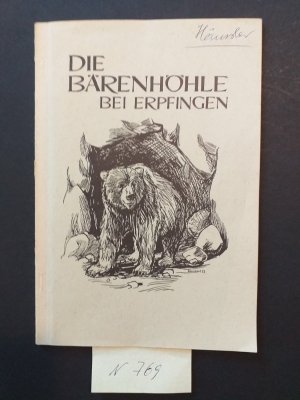 DIE
BÄRENHÖHLE
BEI ERPFINGEN
N 769